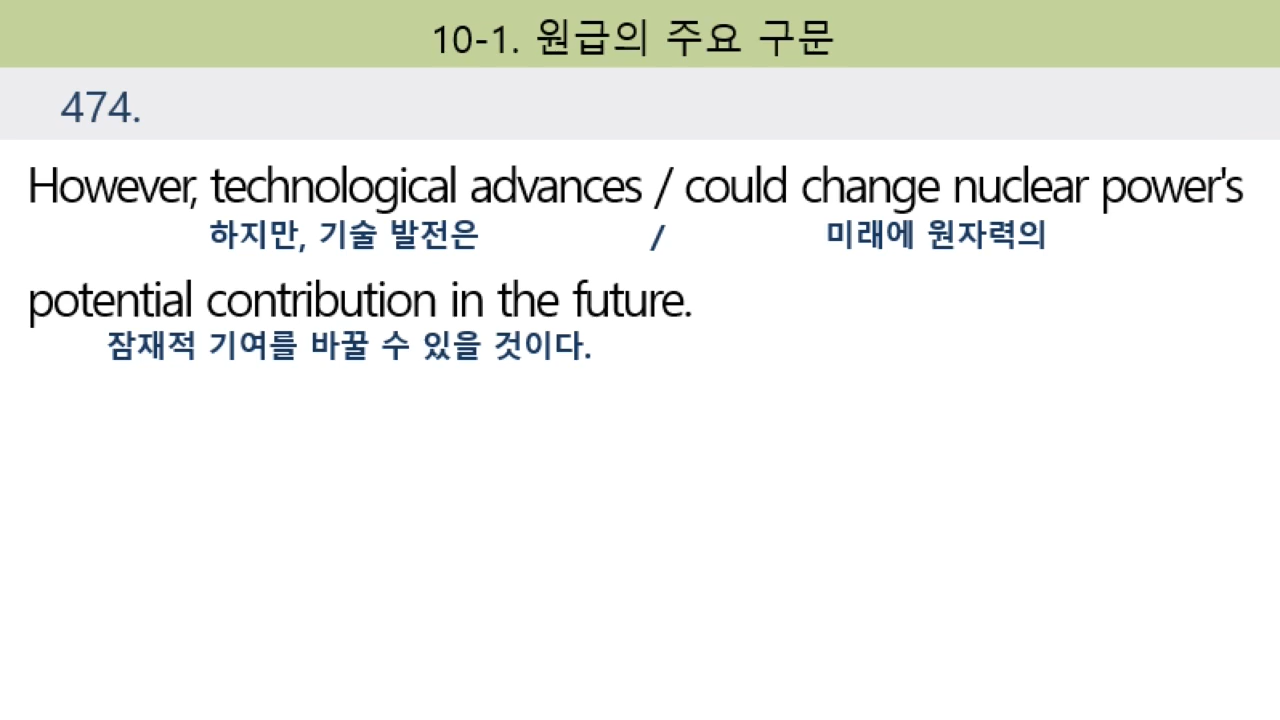 10-1. 원급의 주요 구문
474.
However, technological advances / could change nuclear power's
하지만, 기술 발전은 / 미래에 원자력의
potential contribution in the future.
잠재적 기여를 바꿀 수 있을 것이다.